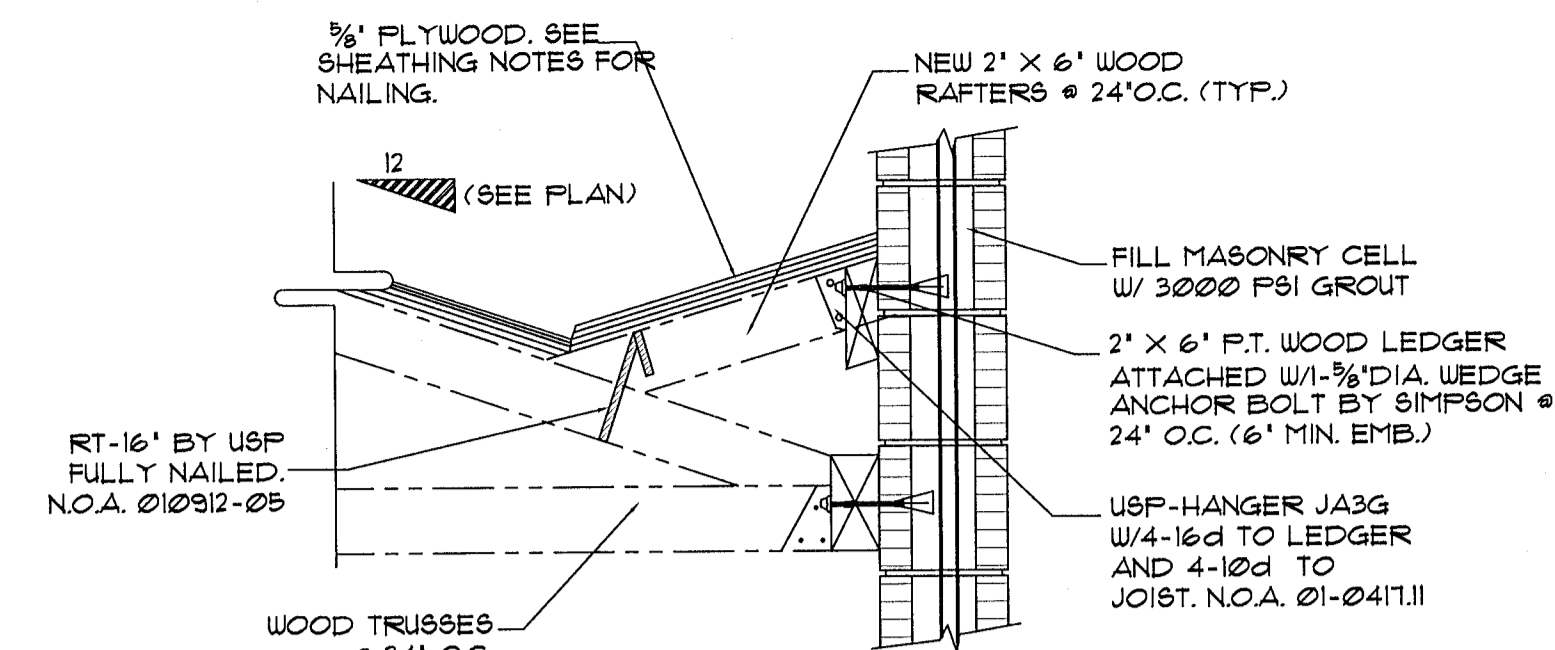 5/8" PLYWOOD. SEE
SHEATHING NOTES FOR
NAILING.
NEW 2" X 6" WOOD
RAFTERS @ 24"O.C. (TYP.)
12
(SEE PLAN)
FILL MASONRY CELL
W/ 3000 PSI GROUT
2" X 6" P.T. WOOD LEDGER
ATTACHED W/1-5/8"DIA. WEDGE
ANCHOR BOLT BY SIMPSON @
24" O.C. (6" MIN. EMB.)
RT-16" BY USP
FULLY NAILED.
N.O.A. 010912-05
USP-HANGER JA3G
W/4-16d TO LEDGER
AND 4-10d TO
JOIST. N.O.A. 01-0417.11
WOOD TRUSSES